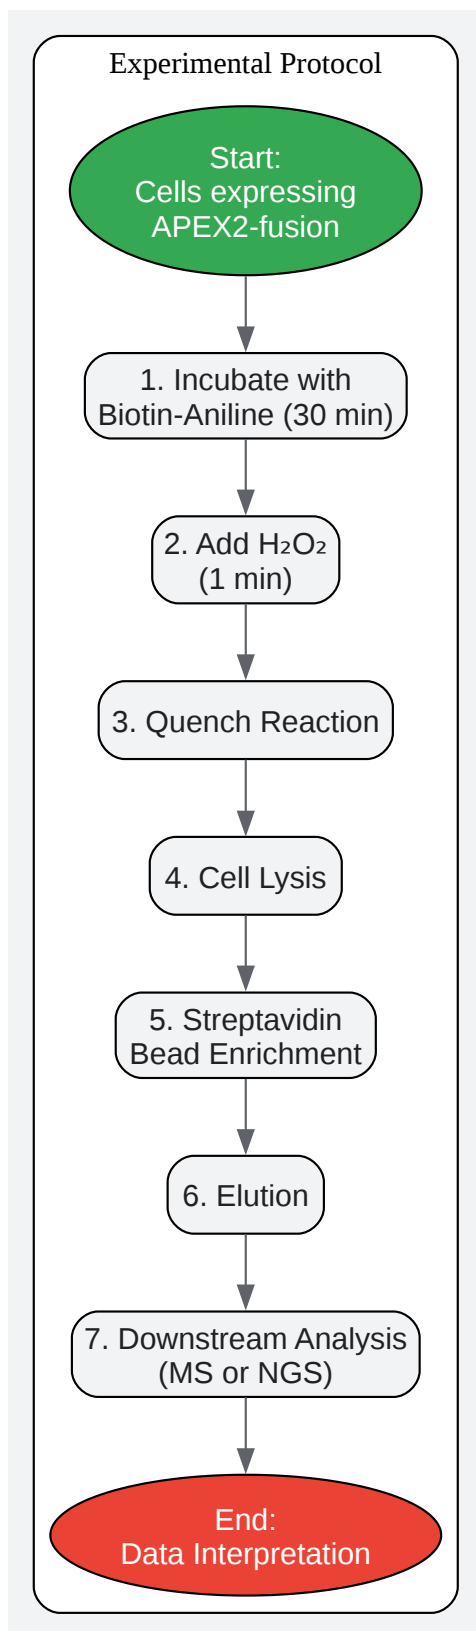 Experimental Protocol
Start:
Cells expressing
APEX2-fusion
1. Incubate with
Biotin-Aniline (30 min)
2. Add H₂O₂
(1 min)
3. Quench Reaction
4. Cell Lysis
5. Streptavidin
Bead Enrichment
6. Elution
7. Downstream Analysis
(MS or NGS)
End:
Data Interpretation